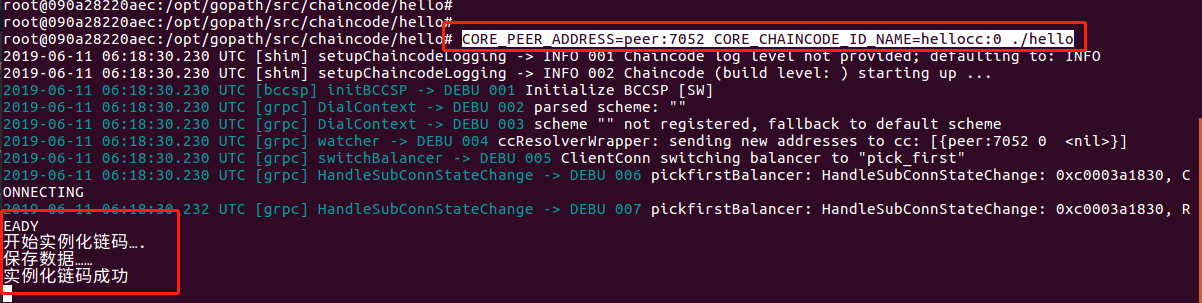 root@090a28220aec:/opt/gopath/src/chaincode/hello#
root@090a28220aec:/opt/gopath/src/chaincode/hello#
root@090a28220aec:/opt/gopath/src/chaincode/hello# CORE_PEER_ADDRESS=peer:7052 CORE_CHAINCODE_ID_NAME=hellocc:0 ./hello
2019-06-11 06:18:30.230 UTC [shim] setupChaincodeLogging -> INFO 001 Chaincode log level not provided; defaulting to: INFO
2019-06-11 06:18:30.230 UTC [shim] setupChaincodeLogging -> INFO 002 Chaincode (build level: ) starting up ...
2019-06-11 06:18:30.230 UTC [bccsp] initBCCSP -> DEBU 001 Initialize BCCSP [SW]
2019-06-11 06:18:30.230 UTC [grpc] DialContext -> DEBU 002 parsed scheme: ""
2019-06-11 06:18:30.230 UTC [grpc] DialContext -> DEBU 003 scheme "" not registered, fallback to default scheme
2019-06-11 06:18:30.230 UTC [grpc] watcher -> DEBU 004 ccResolverWrapper: sending new addresses to cc: [{peer:7052 0  <nil>}]
2019-06-11 06:18:30.230 UTC [grpc] switchBalancer -> DEBU 005 ClientConn switching balancer to "pick_first"
2019-06-11 06:18:30.230 UTC [grpc] HandleSubConnStateChange -> DEBU 006 pickfirstBalancer: HandleSubConnStateChange: 0xc0003a1830, C
ONNECTING
2019-06-11 06:18:30.232 UTC [grpc] HandleSubConnStateChange -> DEBU 007 pickfirstBalancer: HandleSubConnStateChange: 0xc0003a1830, R
EADY
开始实例化链码….
保存数据……
实例化链码成功